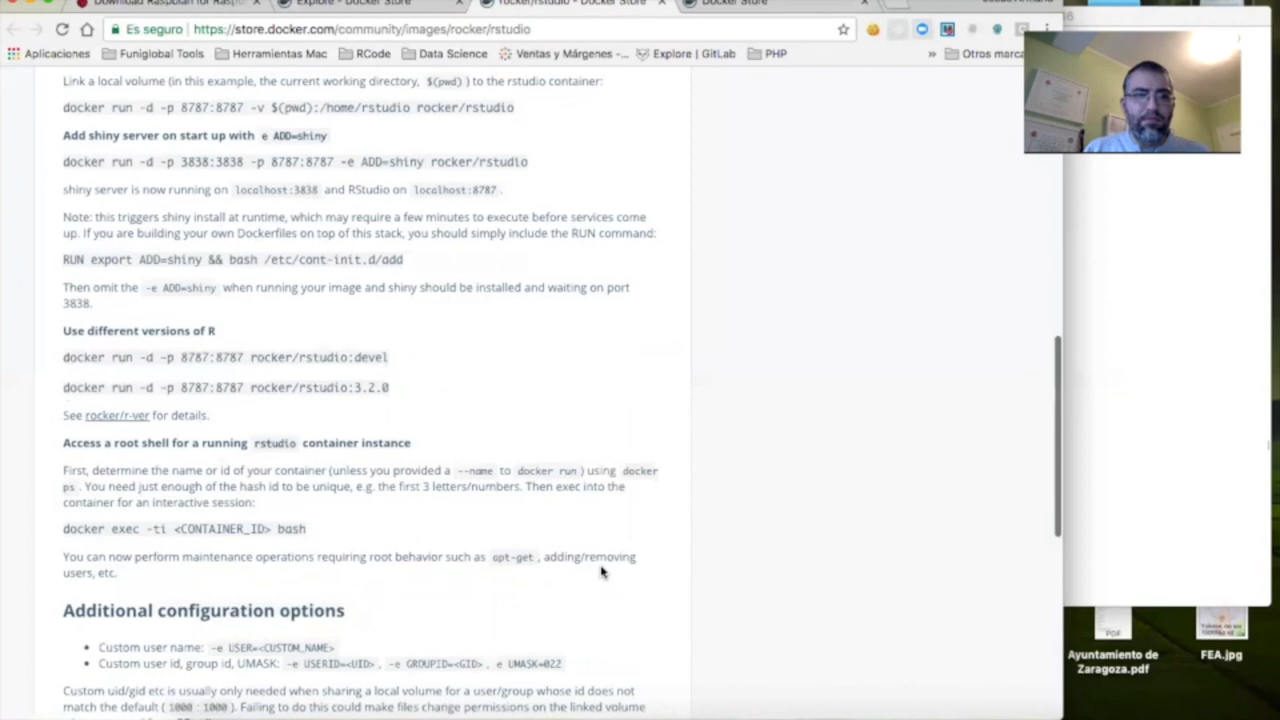 Download Raspbian for Rasp
Explore - Docker Store
rocker/rstudio - Docker Store
Docker Store
Es seguro | https://store.docker.com/community/images/rocker/rstudio
Aplicaciones Funiglobal Tools Herramientas Mac RCode Data Science Ventas y Márgenes -... Explore | GitLab PHP » Otros marca
Link a local volume (in this example, the current working directory, $(pwd) ) to the rstudio container:
docker run -d -p 8787:8787 -v $(pwd):/home/rstudio rocker/rstudio
Add shiny server on start up with e ADD=shiny
docker run -d -p 3838:3838 -p 8787:8787 -e ADD=shiny rocker/rstudio
shiny server is now running on localhost:3838 and RStudio on localhost:8787 .
Note: this triggers shiny install at runtime, which may require a few minutes to execute before services come
up. If you are building your own Dockerfiles on top of this stack, you should simply include the RUN command:
RUN export ADD=shiny && bash /etc/cont-init.d/add
Then omit the -e ADD=shiny when running your image and shiny should be installed and waiting on port
3838.
Use different versions of R
docker run -d -p 8787:8787 rocker/rstudio:devel
docker run -d -p 8787:8787 rocker/rstudio:3.2.0
See rocker/r-ver for details.
Access a root shell for a running rstudio container instance
First, determine the name or id of your container (unless you provided a --name to docker run ) using docker
ps . You need just enough of the hash id to be unique, e.g. the first 3 letters/numbers. Then exec into the
container for an interactive session:
docker exec -ti <CONTAINER_ID> bash
You can now perform maintenance operations requiring root behavior such as apt-get , adding/removing
users, etc.
Additional configuration options
• Custom user name: -e USER=<CUSTOM_NAME>
• Custom user id, group id, UMASK: -e USERID=<UID> , -e GROUPID=<GID>, e UMASK=022
Custom uid/gid etc is usually only needed when sharing a local volume for a user/group whose id does not
match the default ( 1000 : 1000 ). Failing to do this could make files change permissions on the linked volume
PDF
Ayuntamiento de
Zaragoza.pdf
FEA.jpg